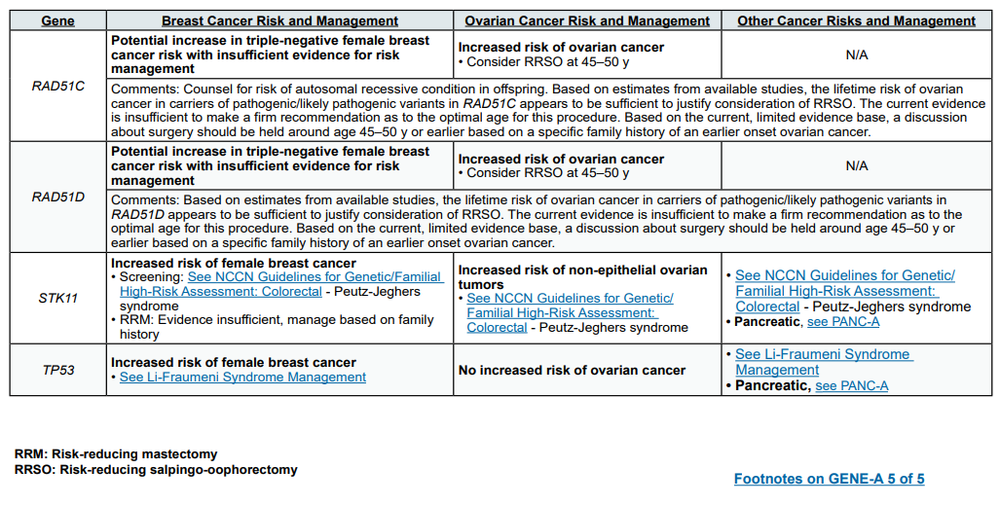 Gene
Breast Cancer Risk and Management
Ovarian Cancer Risk and Management
Other Cancer Risks and Management
RAD51C
Potential increase in triple-negative female breast
cancer risk with insufficient evidence for risk
management
Increased risk of ovarian cancer
• Consider RRSO at 45–50 y
N/A
Comments: Counsel for risk of autosomal recessive condition in offspring. Based on estimates from available studies, the lifetime risk of ovarian
cancer in carriers of pathogenic/likely pathogenic variants in RAD51C appears to be sufficient to justify consideration of RRSO. The current evidence
is insufficient to make a firm recommendation as to the optimal age for this procedure. Based on the current, limited evidence base, a discussion
about surgery should be held around age 45–50 y or earlier based on a specific family history of an earlier onset ovarian cancer.
RAD51D
Potential increase in triple-negative female breast
cancer risk with insufficient evidence for risk
management
Increased risk of ovarian cancer
• Consider RRSO at 45–50 y
N/A
Comments: Based on estimates from available studies, the lifetime risk of ovarian cancer in carriers of pathogenic/likely pathogenic variants in
RAD51D appears to be sufficient to justify consideration of RRSO. The current evidence is insufficient to make a firm recommendation as to the
optimal age for this procedure. Based on the current, limited evidence base, a discussion about surgery should be held around age 45–50 y or
earlier based on a specific family history of an earlier onset ovarian cancer.
STK11
Increased risk of female breast cancer
• Screening: See NCCN Guidelines for Genetic/Familial
High-Risk Assessment: Colorectal - Peutz-Jeghers
syndrome
• RRM: Evidence insufficient, manage based on family
history
Increased risk of non-epithelial ovarian
tumors
• See NCCN Guidelines for Genetic/
Familial High-Risk Assessment:
Colorectal - Peutz-Jeghers syndrome
• See NCCN Guidelines for Genetic/
Familial High-Risk Assessment:
Colorectal - Peutz-Jeghers syndrome
• Pancreatic, see PANC-A
TP53
Increased risk of female breast cancer
• See Li-Fraumeni Syndrome Management
No increased risk of ovarian cancer
• See Li-Fraumeni Syndrome
Management
• Pancreatic, see PANC-A
RRM: Risk-reducing mastectomy
RRSO: Risk-reducing salpingo-oophorectomy
Footnotes on GENE-A 5 of 5